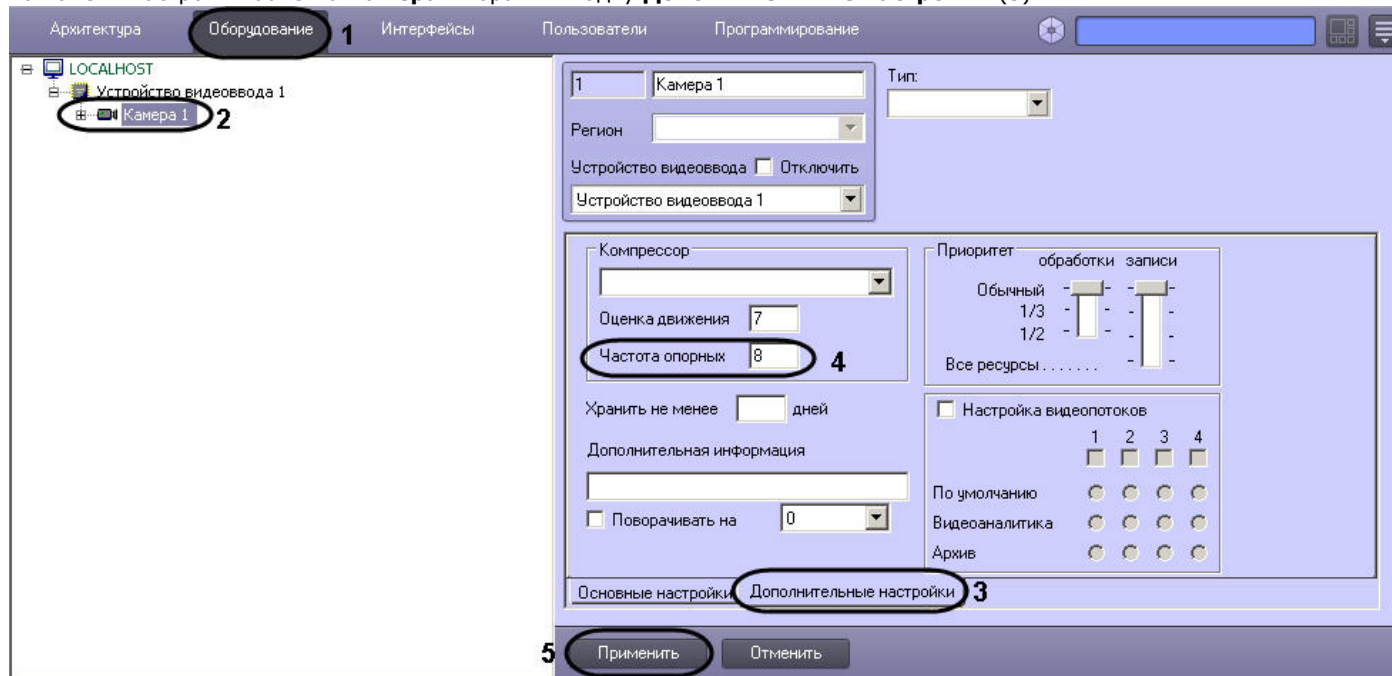 Архитектура Оборудование 1 Интерфейсы Пользователи Программирование
LOCALHOST
Устройство видеоввода 1
Камера 1 2
1 Камера 1
Тип:
Регион
Устройство видеоввода Отключить
Устройство видеоввода 1
Компрессор
Оценка движения 7
Частота опорных 8 4
Приоритет
обработки записи
Обычный
1/3
1/2
Все ресурсы . . . . . . .
Хранить не менее дней
Дополнительная информация
Поворачивать на 0
Настройка видеопотоков
1 2 3 4
По умолчанию
Видеоаналитика
Архив
Основные настройки Дополнительные настройки 3
5 Применить Отменить